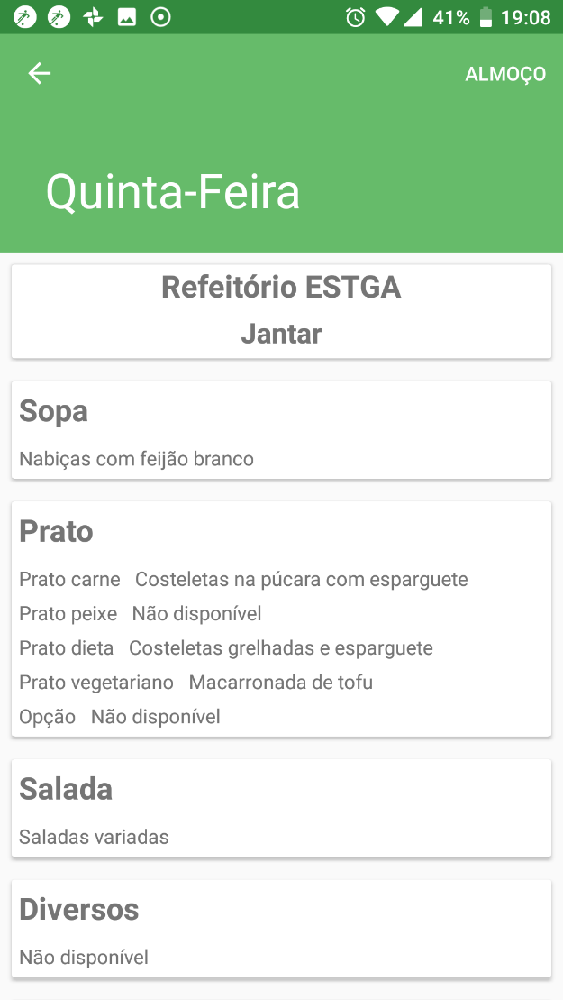 41% 19:08
ALMOÇO
Quinta-Feira
Refeitório ESTGA
Jantar
Sopa
Nabiças com feijão branco
Prato
Prato carne Costeletas na púcara com esparguete
Prato peixe Não disponível
Prato dieta Costeletas grelhadas e esparguete
Prato vegetariano Macarronada de tofu
Opção Não disponível
Salada
Saladas variadas
Diversos
Não disponível